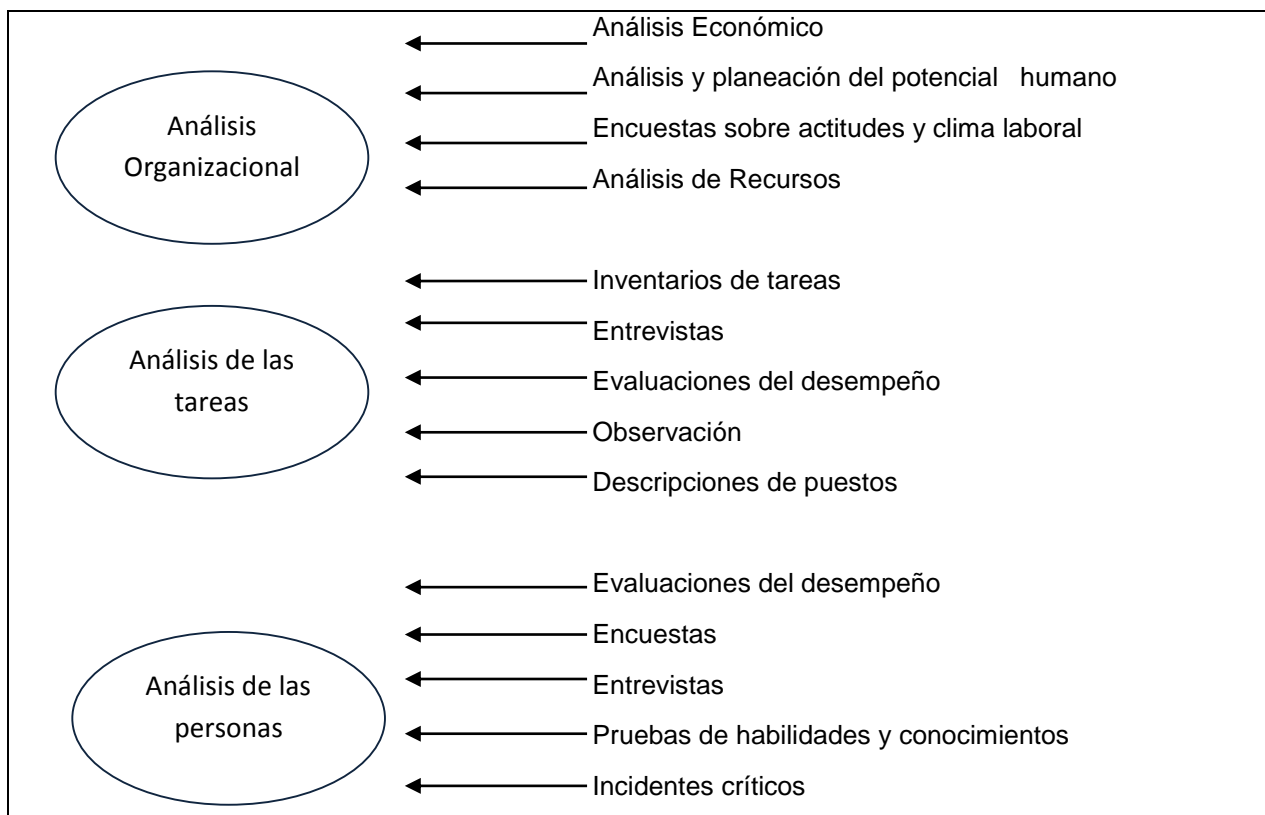 Análisis
Organizacional
Análisis Económico
Análisis y planeación del potencial humano
Encuestas sobre actitudes y clima laboral
Análisis de Recursos
Análisis de las
tareas
Inventarios de tareas
Entrevistas
Evaluaciones del desempeño
Observación
Descripciones de puestos
Análisis de las
personas
Evaluaciones del desempeño
Encuestas
Entrevistas
Pruebas de habilidades y conocimientos
Incidentes críticos